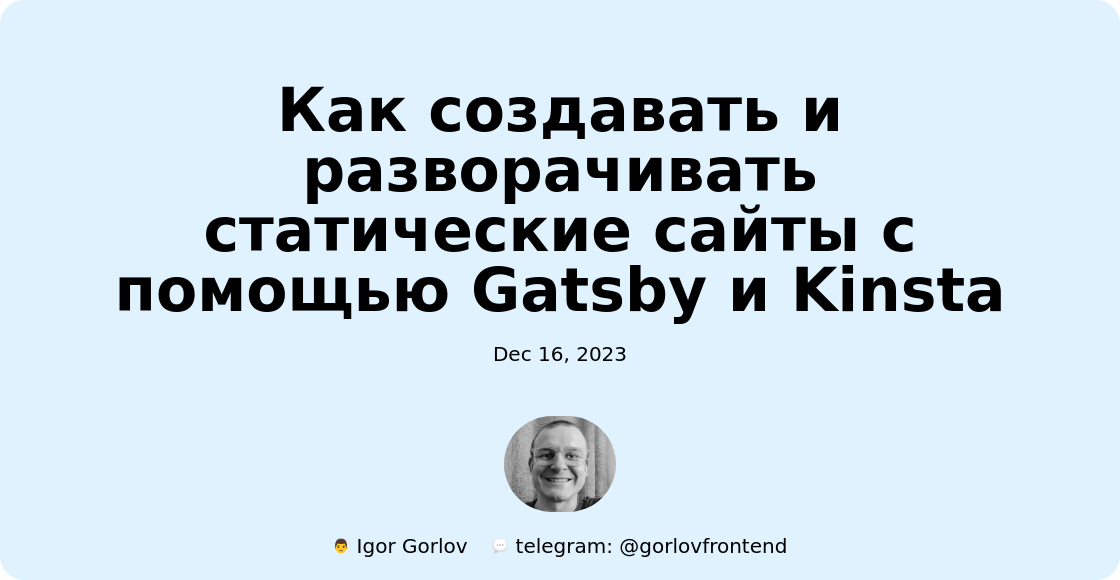 Как создавать и
разворачивать
статические сайты с
помощью Gatsby и Kinsta
Dec 16, 2023
👨 Igor Gorlov 💬 telegram: @gorlovfrontend